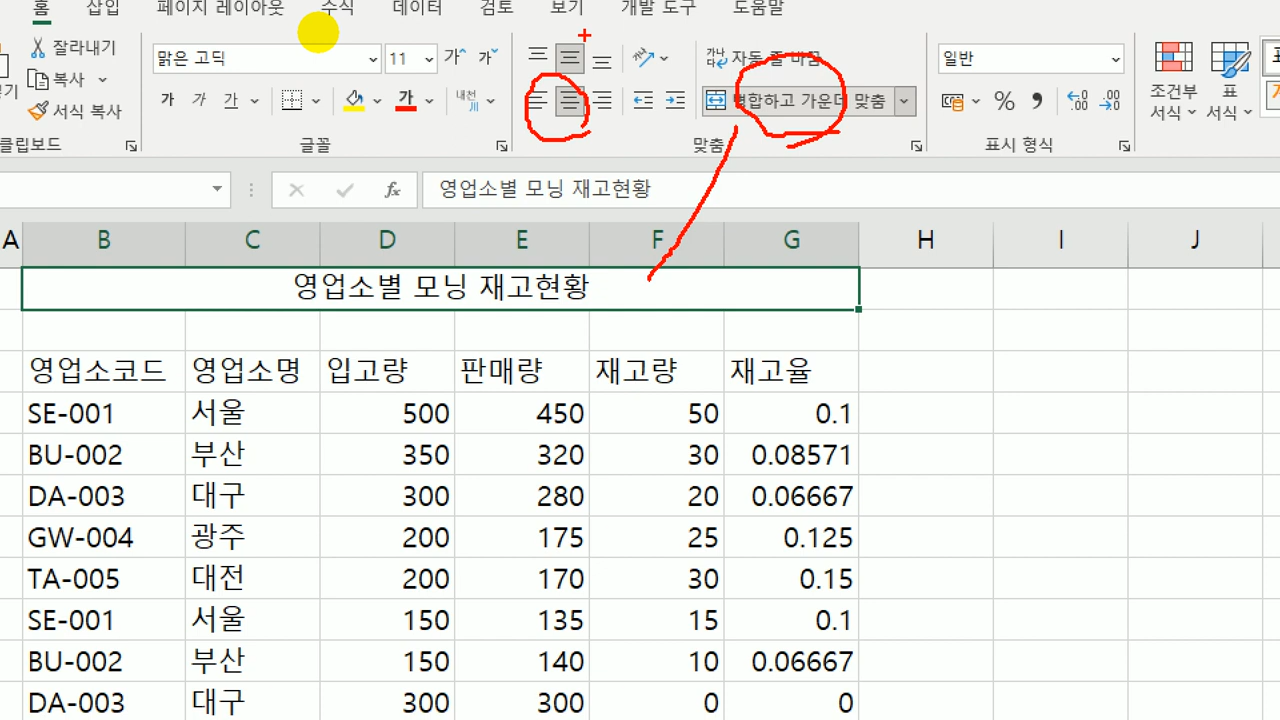 홈 삽입 페이지 레이아웃 수식 데이터 검토 보기 개발 도구 도움말
잘라내기 맑은 고딕 11 가 가 가나다 자동 줄 바꿈 일반
복사 가 가 가 가 내천 병합하고 가운데 맞춤 % 조건부 표
서식 복사 서식 서식
클립보드 글꼴 맞춤 표시 형식
fx 영업소별 모닝 재고현황
A B C D E F G H I J
영업소별 모닝 재고현황
영업소코드 영업소명 입고량 판매량 재고량 재고율
SE-001 서울 500 450 50 0.1
BU-002 부산 350 320 30 0.08571
DA-003 대구 300 280 20 0.06667
GW-004 광주 200 175 25 0.125
TA-005 대전 200 170 30 0.15
SE-001 서울 150 135 15 0.1
BU-002 부산 150 140 10 0.06667
DA-003 대구 300 300 0 0